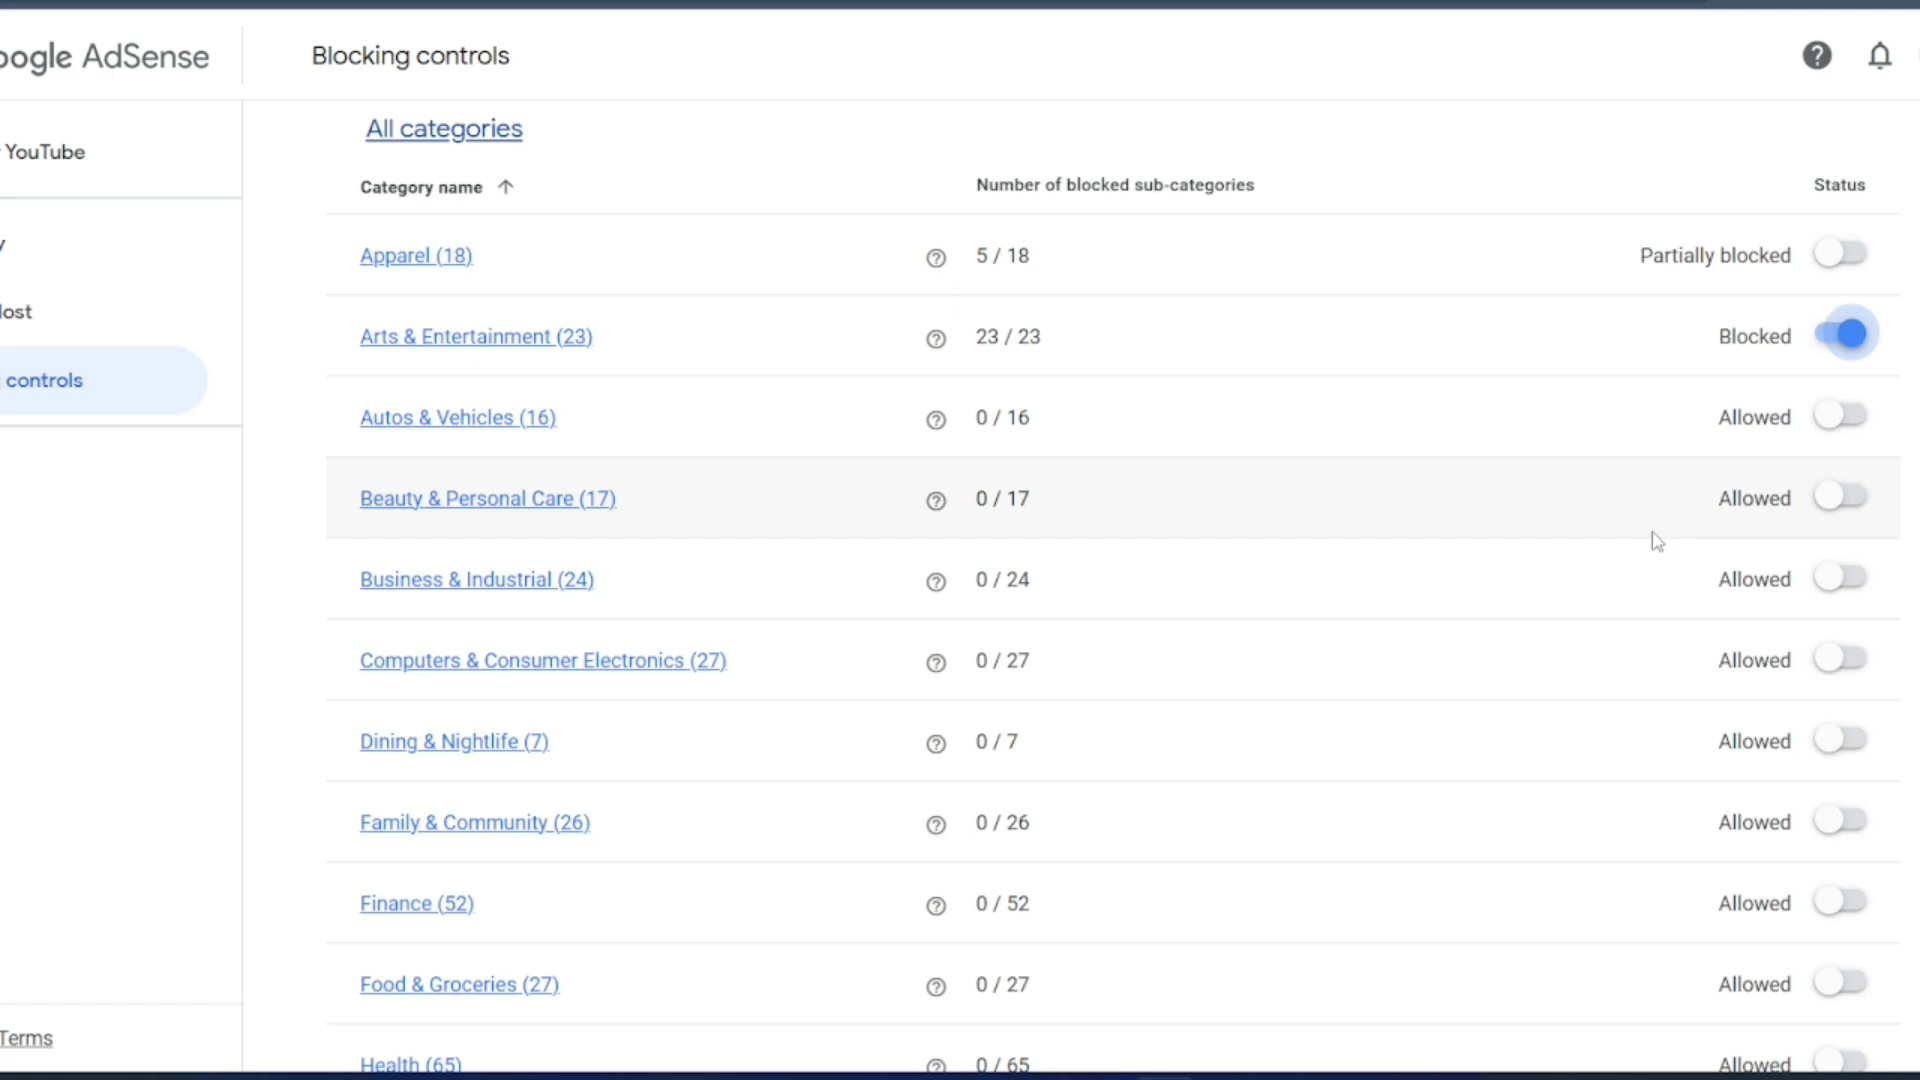 oogle AdSense
Blocking controls
YouTube
y
lost
controls
Terms
All categories
Category name
Number of blocked sub-categories
Status
Apparel (18) 5 / 18 Partially blocked
Arts & Entertainment (23) 23 / 23 Blocked
Autos & Vehicles (16) 0 / 16 Allowed
Beauty & Personal Care (17) 0 / 17 Allowed
Business & Industrial (24) 0 / 24 Allowed
Computers & Consumer Electronics (27) 0 / 27 Allowed
Dining & Nightlife (7) 0 / 7 Allowed
Family & Community (26) 0 / 26 Allowed
Finance (52) 0 / 52 Allowed
Food & Groceries (27) 0 / 27 Allowed
Health (65) 0 / 65 Allowed